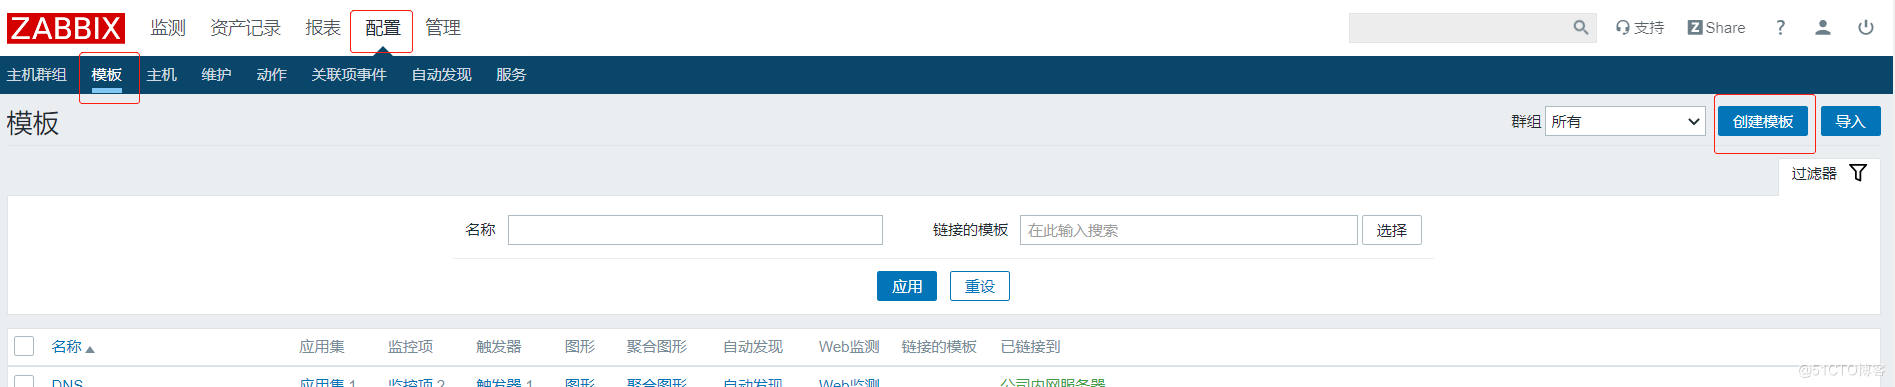 ZABBIX 监测 资产记录 报表 配置 管理 支持 Z Share ?
主机群组 模板 主机 维护 动作 关联项事件 自动发现 服务
模板 群组 所有 创建模板 导入
过滤器
名称 链接的模板 在此输入搜索 选择
应用 重设
名称 应用集 监控项 触发器 图形 聚合图形 自动发现 Web监测 链接的模板 已链接到
DNS 应用集 1 监控项 2 触发器 1 图形 聚合图形 自动发现 Web监测 公司内网服务器
@51CTO博客